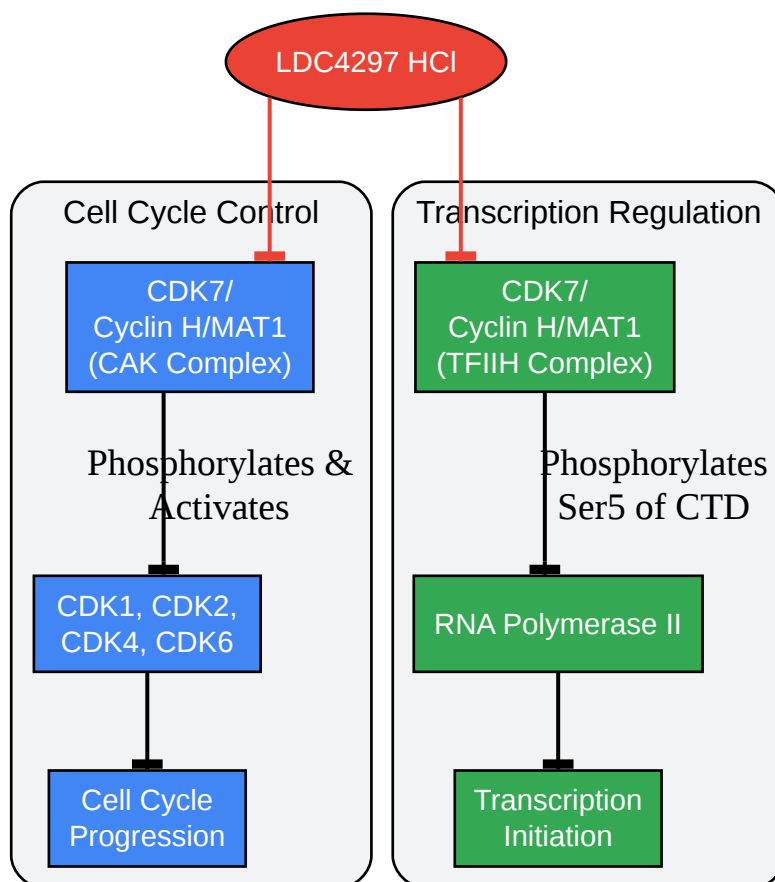 LDC4297 HCl
Cell Cycle Control
CDK7/
Cyclin H/MAT1
(CAK Complex)
Phosphorylates &
Activates
CDK1, CDK2,
CDK4, CDK6
Cell Cycle
Progression
Transcription Regulation
CDK7/
Cyclin H/MAT1
(TFIIH Complex)
Phosphorylates
Ser5 of CTD
RNA Polymerase II
Transcription
Initiation